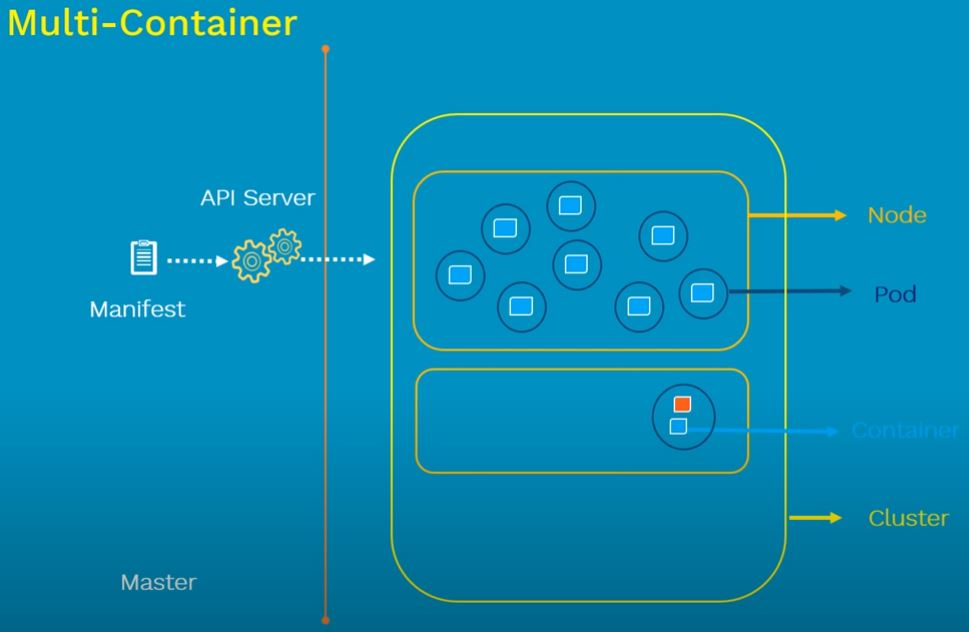 Multi-Container
API Server
Manifest
Node
Pod
Container
Cluster
Master